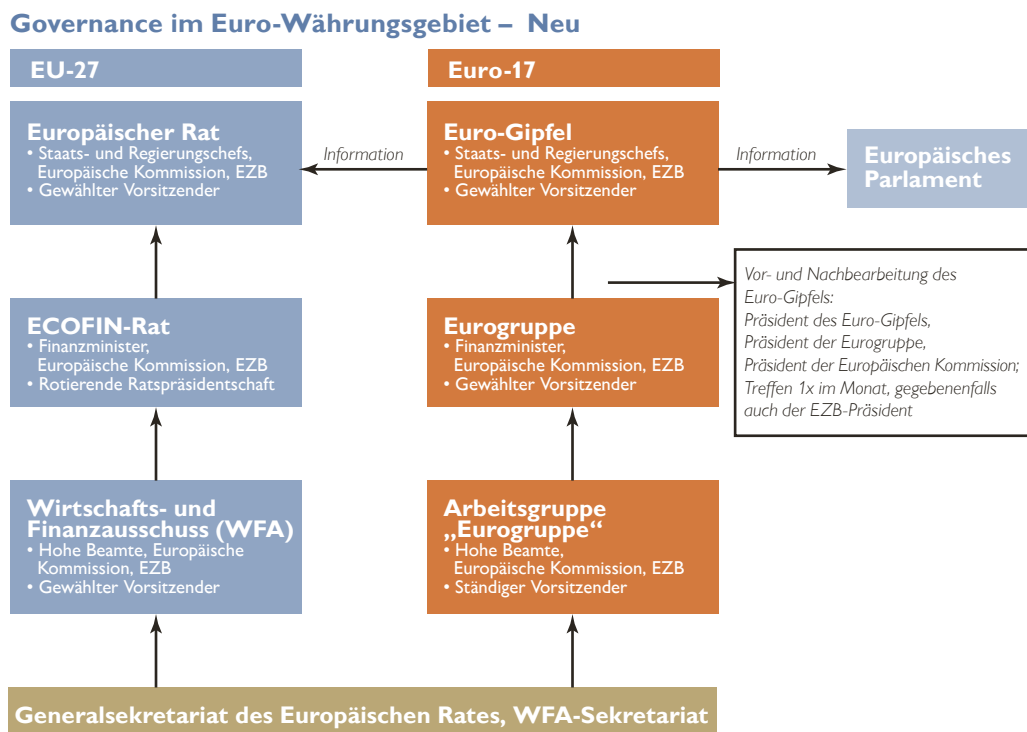 Governance im Euro-Währungsgebiet – Neu
EU-27
Euro-17
Europäischer Rat
• Staats- und Regierungschefs,
Europäische Kommission, EZB
• Gewählter Vorsitzender
Information
Euro-Gipfel
• Staats- und Regierungschefs,
Europäische Kommission, EZB
• Gewählter Vorsitzender
Information
Europäisches
Parlament
Vor- und Nachbearbeitung des
Euro-Gipfels:
Präsident des Euro-Gipfels,
Präsident der Eurogruppe,
Präsident der Europäischen Kommission;
Treffen 1x im Monat, gegebenenfalls
auch der EZB-Präsident
ECOFIN-Rat
• Finanzminister,
Europäische Kommission, EZB
• Rotierende Ratspräsidentschaft
Eurogruppe
• Finanzminister,
Europäische Kommission, EZB
• Gewählter Vorsitzender
Wirtschafts- und
Finanzausschuss (WFA)
• Hohe Beamte, Europäische
Kommission, EZB
• Gewählter Vorsitzender
Arbeitsgruppe
„Eurogruppe“
• Hohe Beamte,
Europäische Kommission, EZB
• Ständiger Vorsitzender
Generalsekretariat des Europäischen Rates, WFA-Sekretariat